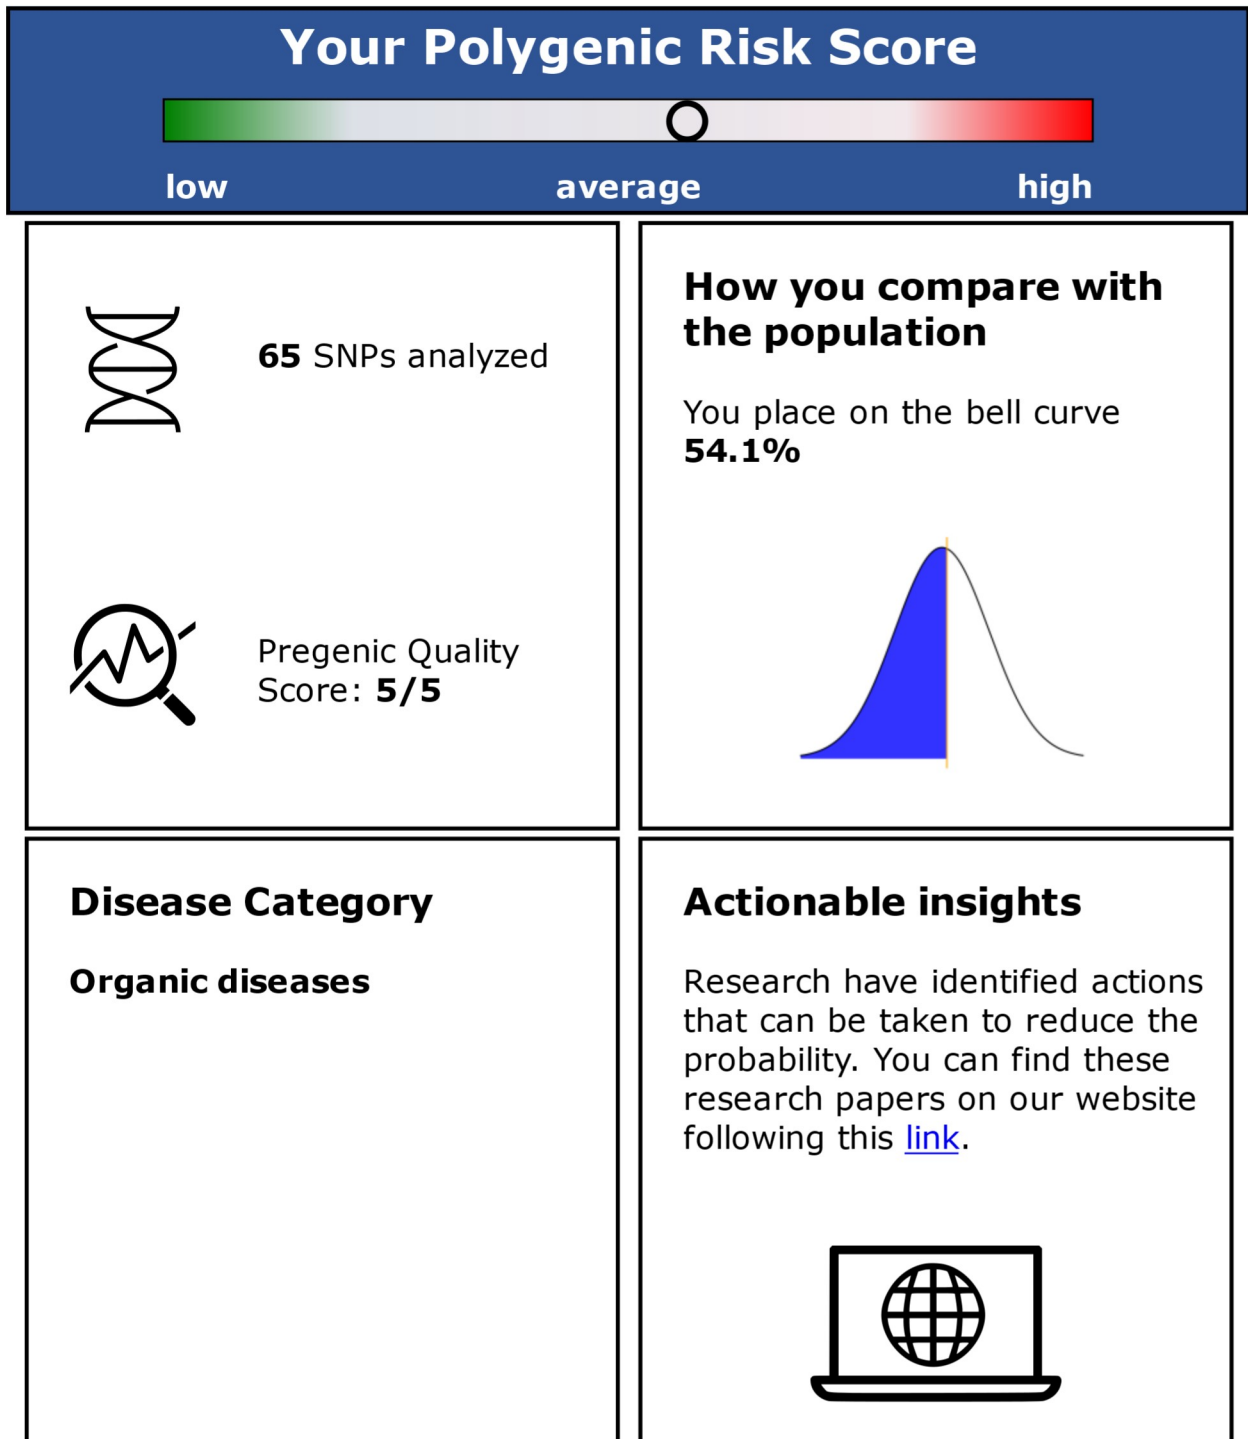 Your Polygenic Risk Score
low average high
65 SNPs analyzed
Pregenic Quality
Score: 5/5
How you compare with
the population
You place on the bell curve
54.1%
Disease Category
Organic diseases
Actionable insights
Research have identified actions
that can be taken to reduce the
probability. You can find these
research papers on our website
following this link.